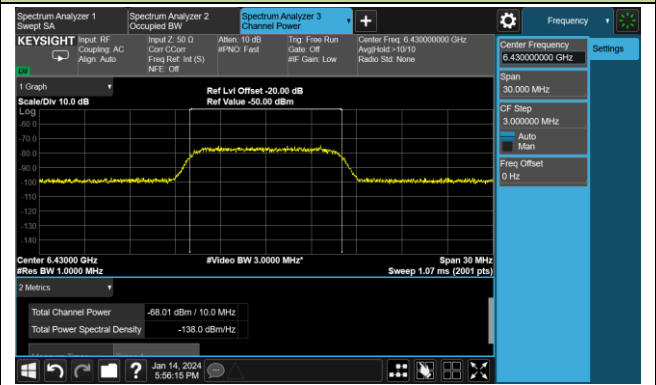 Spectrum Analyzer 1
Swept SA
Spectrum Analyzer 2
Occupied BW
Spectrum Analyzer 3
Channel Power
Frequency
KEYSIGHT
Input: RF
Coupling: AC
Align: Auto
Input Z: 50 Ω
Corr CCorr
Freq Ref: Int (S)
NFE: Off
Atten: 10 dB
#PNO: Fast
Trig: Free Run
Gate: Off
#IF Gain: Low
Center Freq: 6.430000000 GHz
Avg|Hold:>10/10
Radio Std: None
Center Frequency
6.430000000 GHz
Settings
Span
30.000 MHz
CF Step
3.000000 MHz
Auto
Man
Freq Offset
0 Hz
1 Graph
Scale/Div 10.0 dB
Ref Lvl Offset -20.00 dB
Ref Value -50.00 dBm
Log
-60.0
-70.0
-80.0
-90.0
-100
-110
-120
-130
-140
Center 6.43000 GHz
#Res BW 1.0000 MHz
#Video BW 3.0000 MHz*
Span 30 MHz
Sweep 1.07 ms (2001 pts)
2 Metrics
Total Channel Power
-68.01 dBm / 10.0 MHz
Total Power Spectral Density
-138.0 dBm/Hz
Jan 14, 2024
5:56:15 PM